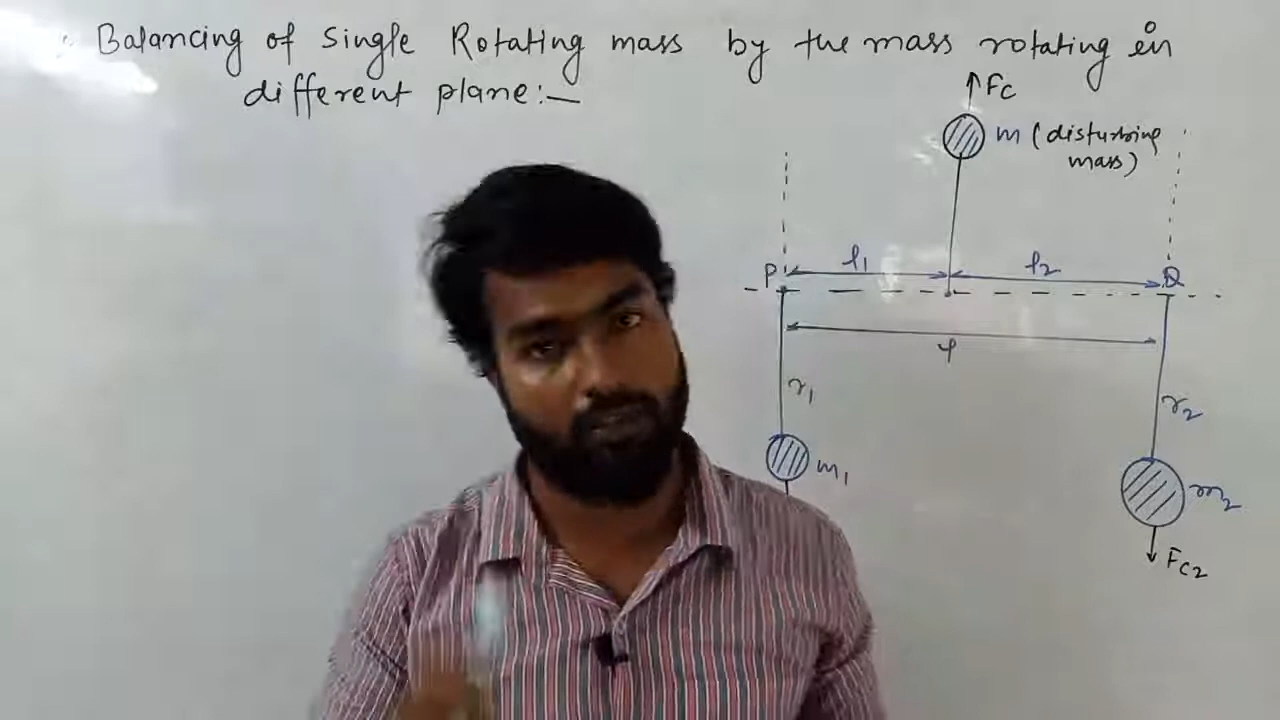 Balancing of single Rotating mass by the mass rotating in
different plane:—
Fc
m (disturbing
mass)
P l1 l2 Q
l
r1
r2
m1
m2
Fc2